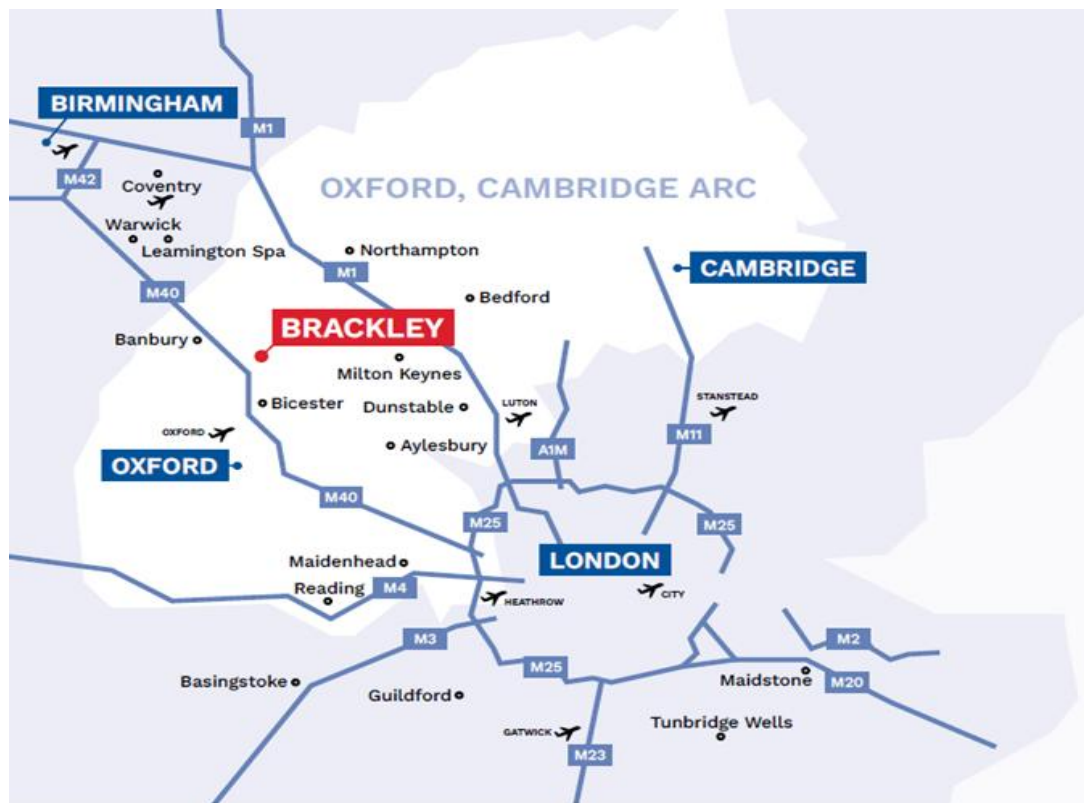 BIRMINGHAM
M1
M42
Coventry
OXFORD, CAMBRIDGE ARC
Warwick
Leamington Spa
Northampton
CAMBRIDGE
M1
M40
Bedford
BRACKLEY
Banbury
Milton Keynes
Bicester
Dunstable
LUTON
STANSTEAD
OXFORD
Aylesbury
A1M
M11
OXFORD
M40
M25
M25
LONDON
Maidenhead
Reading
M4
HEATHROW
CITY
M3
M2
M25
Basingstoke
Guildford
Maidstone
M20
Tunbridge Wells
GATWICK
M23